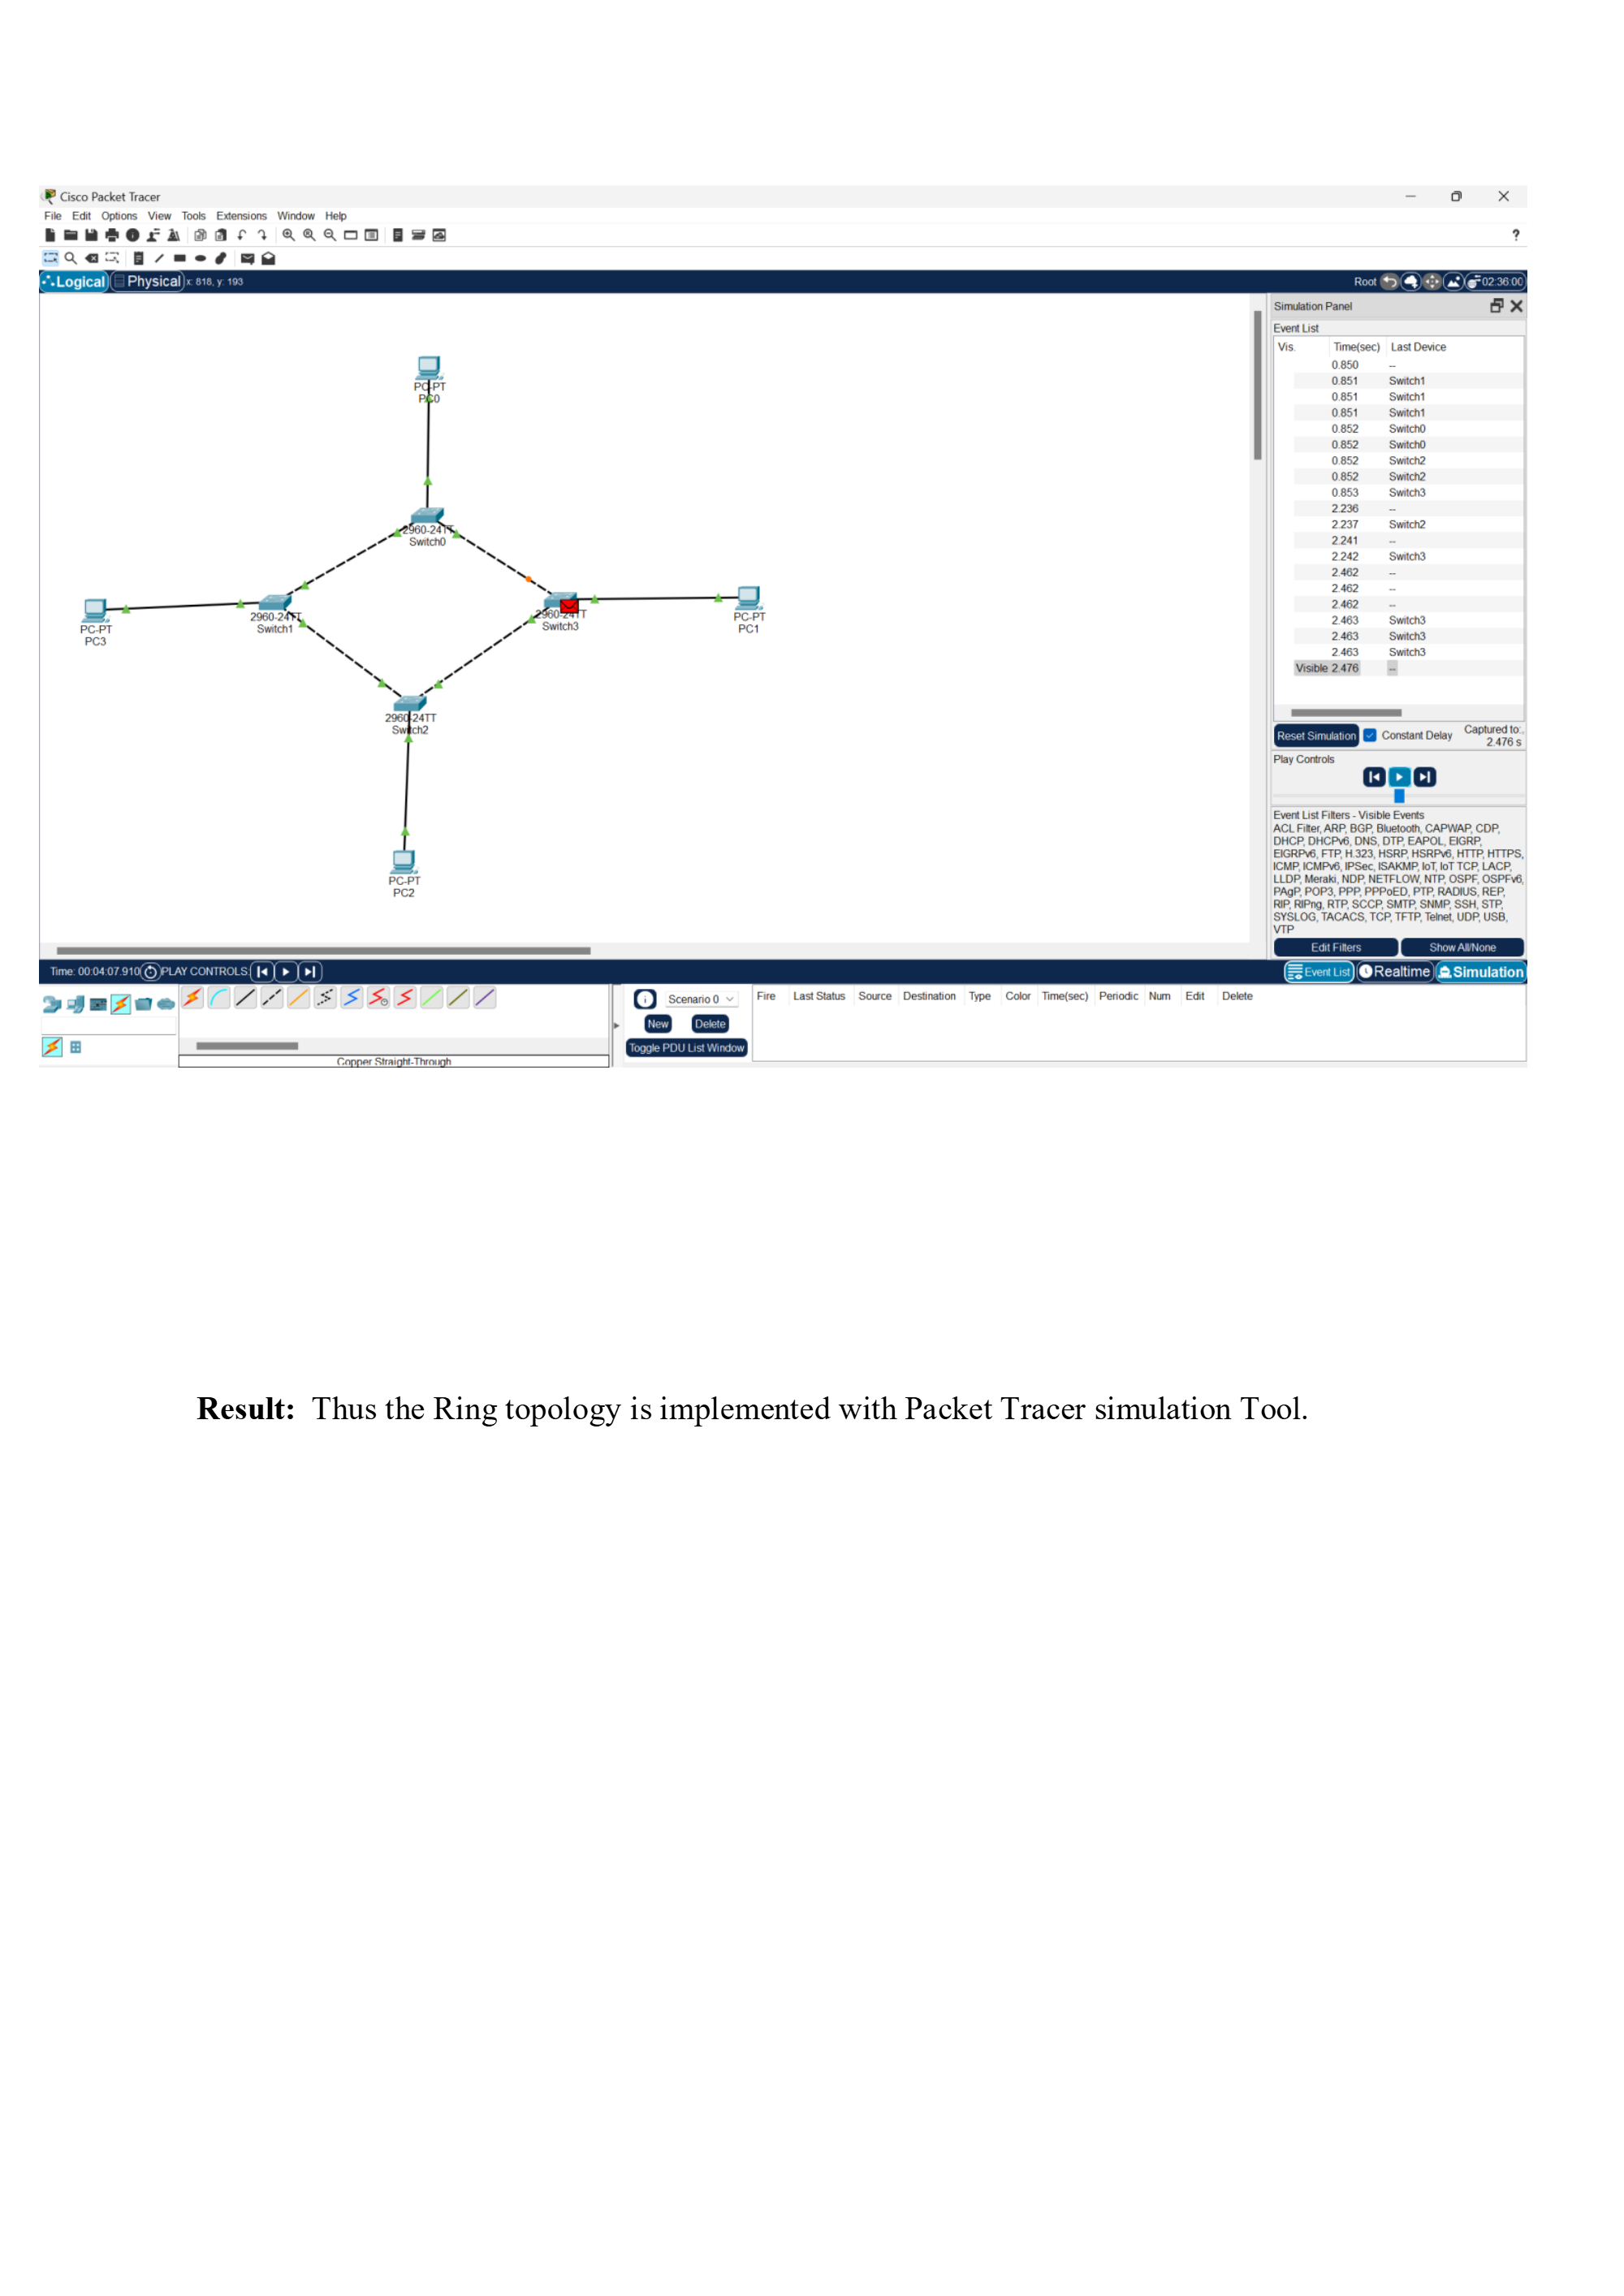 Cisco Packet Tracer
File Edit Options View Tools Extensions Window Help
?
Logical Physical x: 818, y: 193
Root 02:36:00
Simulation Panel
Event List
Vis. Time(sec) Last Device
0.850 --
0.851 Switch1
0.851 Switch1
0.851 Switch1
0.852 Switch0
0.852 Switch0
0.852 Switch2
0.852 Switch2
0.853 Switch3
2.236 --
2.237 Switch2
2.241 --
2.242 Switch3
2.462 --
2.462 --
2.462 --
2.463 Switch3
2.463 Switch3
2.463 Switch3
Visible 2.476 --
Reset Simulation Constant Delay Captured to:
2.476 s
Play Controls
Event List Filters - Visible Events
ACL Filter, ARP, BGP, Bluetooth, CAPWAP, CDP,
DHCP, DHCPv6, DNS, DTP, EAPOL, EIGRP,
EIGRPv6, FTP, H.323, HSRP, HSRPv6, HTTP, HTTPS,
ICMP, ICMPv6, IPSec, ISAKMP, IoT, IoT TCP, LACP,
LLDP, Meraki, NDP, NETFLOW, NTP, OSPF, OSPFv6,
PAgP, POP3, PPP, PPPoED, PTP, RADIUS, REP,
RIP, RIPng, RTP, SCCP, SMTP, SNMP, SSH, STP,
SYSLOG, TACACS, TCP, TFTP, Telnet, UDP, USB,
VTP
Edit Filters Show All/None
PC-PT
PC0
2960-24TT
Switch0
2960-24TT
Switch1
PC-PT
PC3
2960-24TT
Switch3
PC-PT
PC1
2960-24TT
Switch2
PC-PT
PC2
Time: 00:04:07.910 PLAY CONTROLS:
Event List Realtime Simulation
Scenario 0
New Delete
Toggle PDU List Window
Fire Last Status Source Destination Type Color Time(sec) Periodic Num Edit Delete
Copper Straight-Through
Result: Thus the Ring topology is implemented with Packet Tracer simulation Tool.